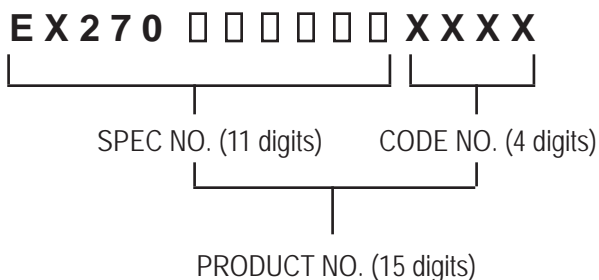 EX270 ▯▯▯▯▯▯ XXXX
SPEC NO. (11 digits) CODE NO. (4 digits)
PRODUCT NO. (15 digits)